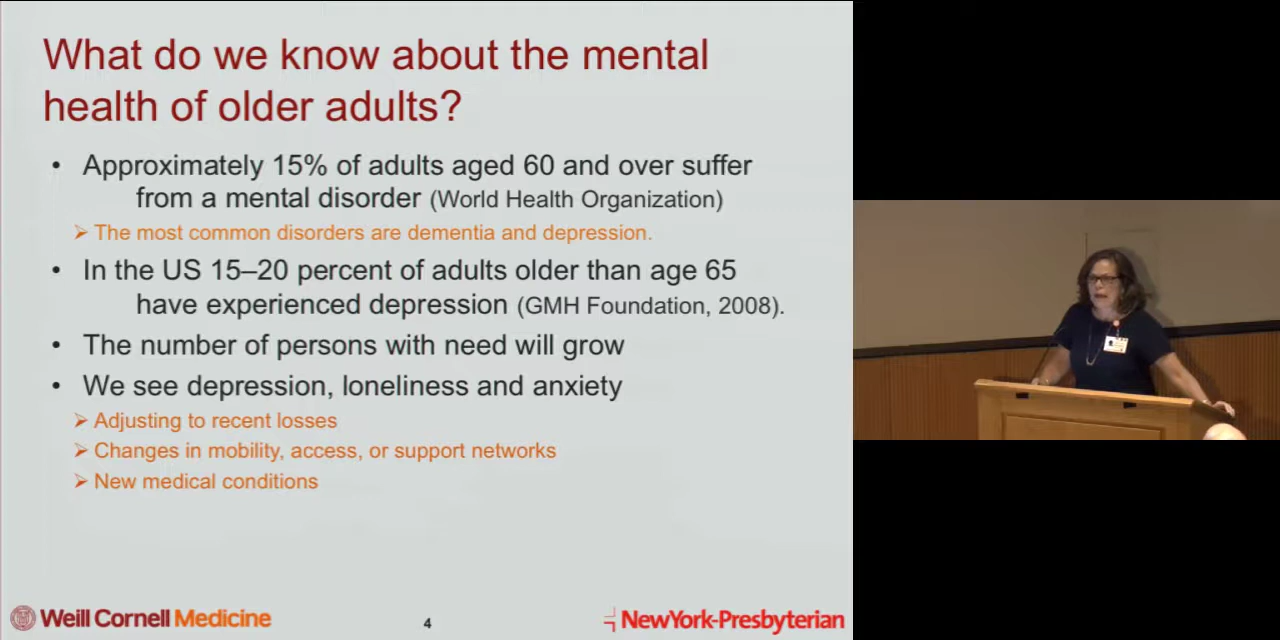 What do we know about the mental
health of older adults?
• Approximately 15% of adults aged 60 and over suffer
from a mental disorder (World Health Organization)
➢ The most common disorders are dementia and depression.
• In the US 15–20 percent of adults older than age 65
have experienced depression (GMH Foundation, 2008).
• The number of persons with need will grow
• We see depression, loneliness and anxiety
➢ Adjusting to recent losses
➢ Changes in mobility, access, or support networks
➢ New medical conditions
Weill Cornell Medicine
4
NewYork-Presbyterian